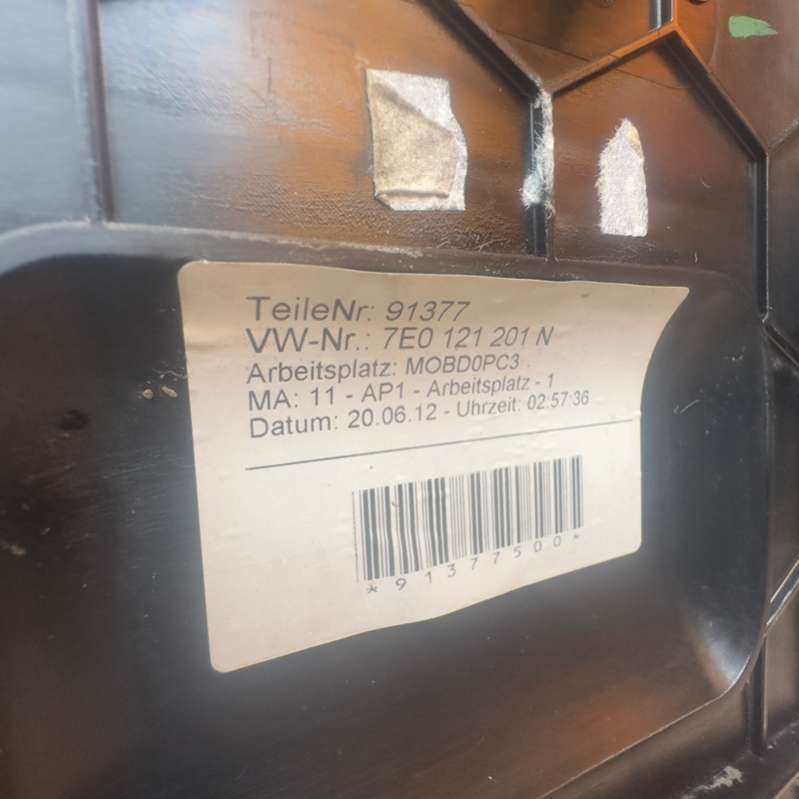 TeileNr: 91377
VW-Nr.: 7E0 121 201 N
Arbeitsplatz: MOBD0PC3
MA: 11 - AP1 - Arbeitsplatz - 1
Datum: 20.06.12 - Uhrzeit: 02:57:36
*91377500*